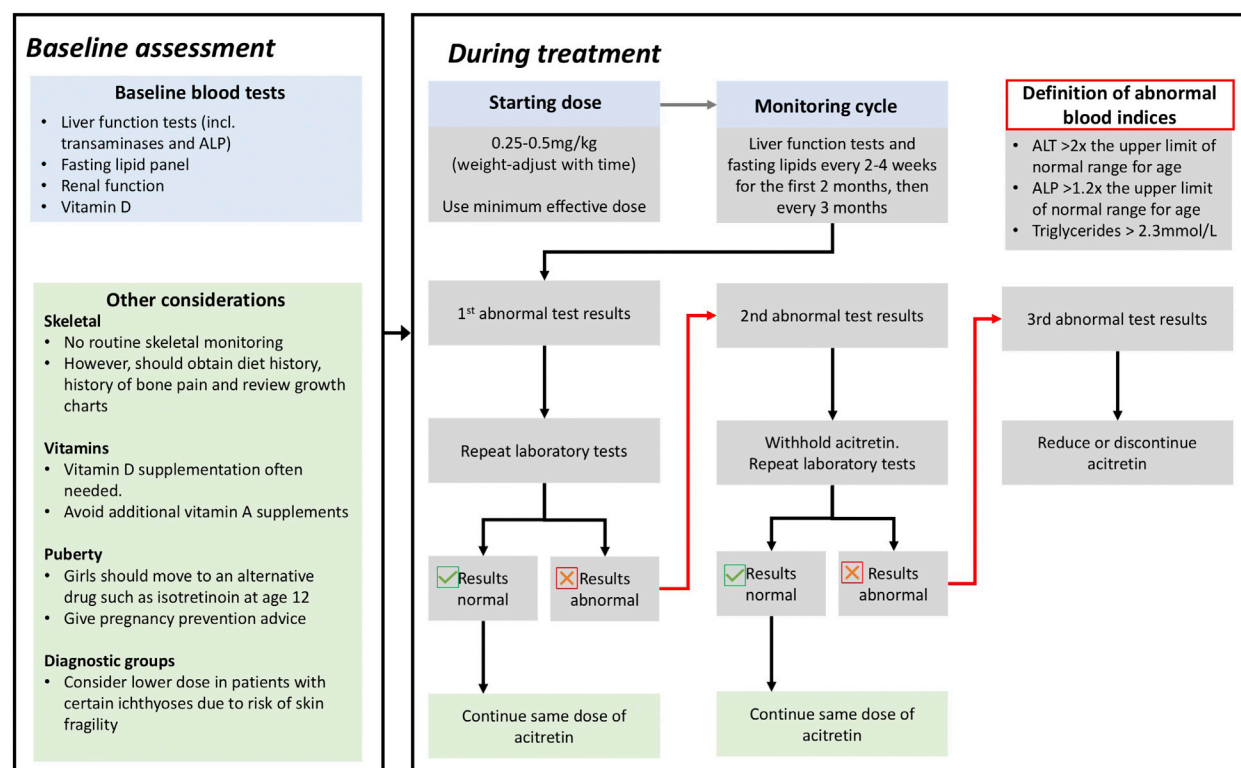 Baseline assessment
Baseline blood tests
• Liver function tests (incl.
transaminases and ALP)
• Fasting lipid panel
• Renal function
• Vitamin D
Other considerations
Skeletal
• No routine skeletal monitoring
• However, should obtain diet history,
history of bone pain and review growth
charts
Vitamins
• Vitamin D supplementation often
needed.
• Avoid additional vitamin A supplements
Puberty
• Girls should move to an alternative
drug such as isotretinoin at age 12
• Give pregnancy prevention advice
Diagnostic groups
• Consider lower dose in patients with
certain ichthyoses due to risk of skin
fragility
During treatment
Starting dose
0.25-0.5mg/kg
(weight-adjust with time)
Use minimum effective dose
Monitoring cycle
Liver function tests and
fasting lipids every 2-4 weeks
for the first 2 months, then
every 3 months
Definition of abnormal
blood indices
• ALT >2x the upper limit of
normal range for age
• ALP >1.2x the upper limit
of normal range for age
• Triglycerides > 2.3mmol/L
1st abnormal test results
2nd abnormal test results
3rd abnormal test results
Repeat laboratory tests
Withhold acitretin.
Repeat laboratory tests
Reduce or discontinue
acitretin
Results
normal
Results
abnormal
Results
normal
Results
abnormal
Continue same dose of
acitretin
Continue same dose of
acitretin